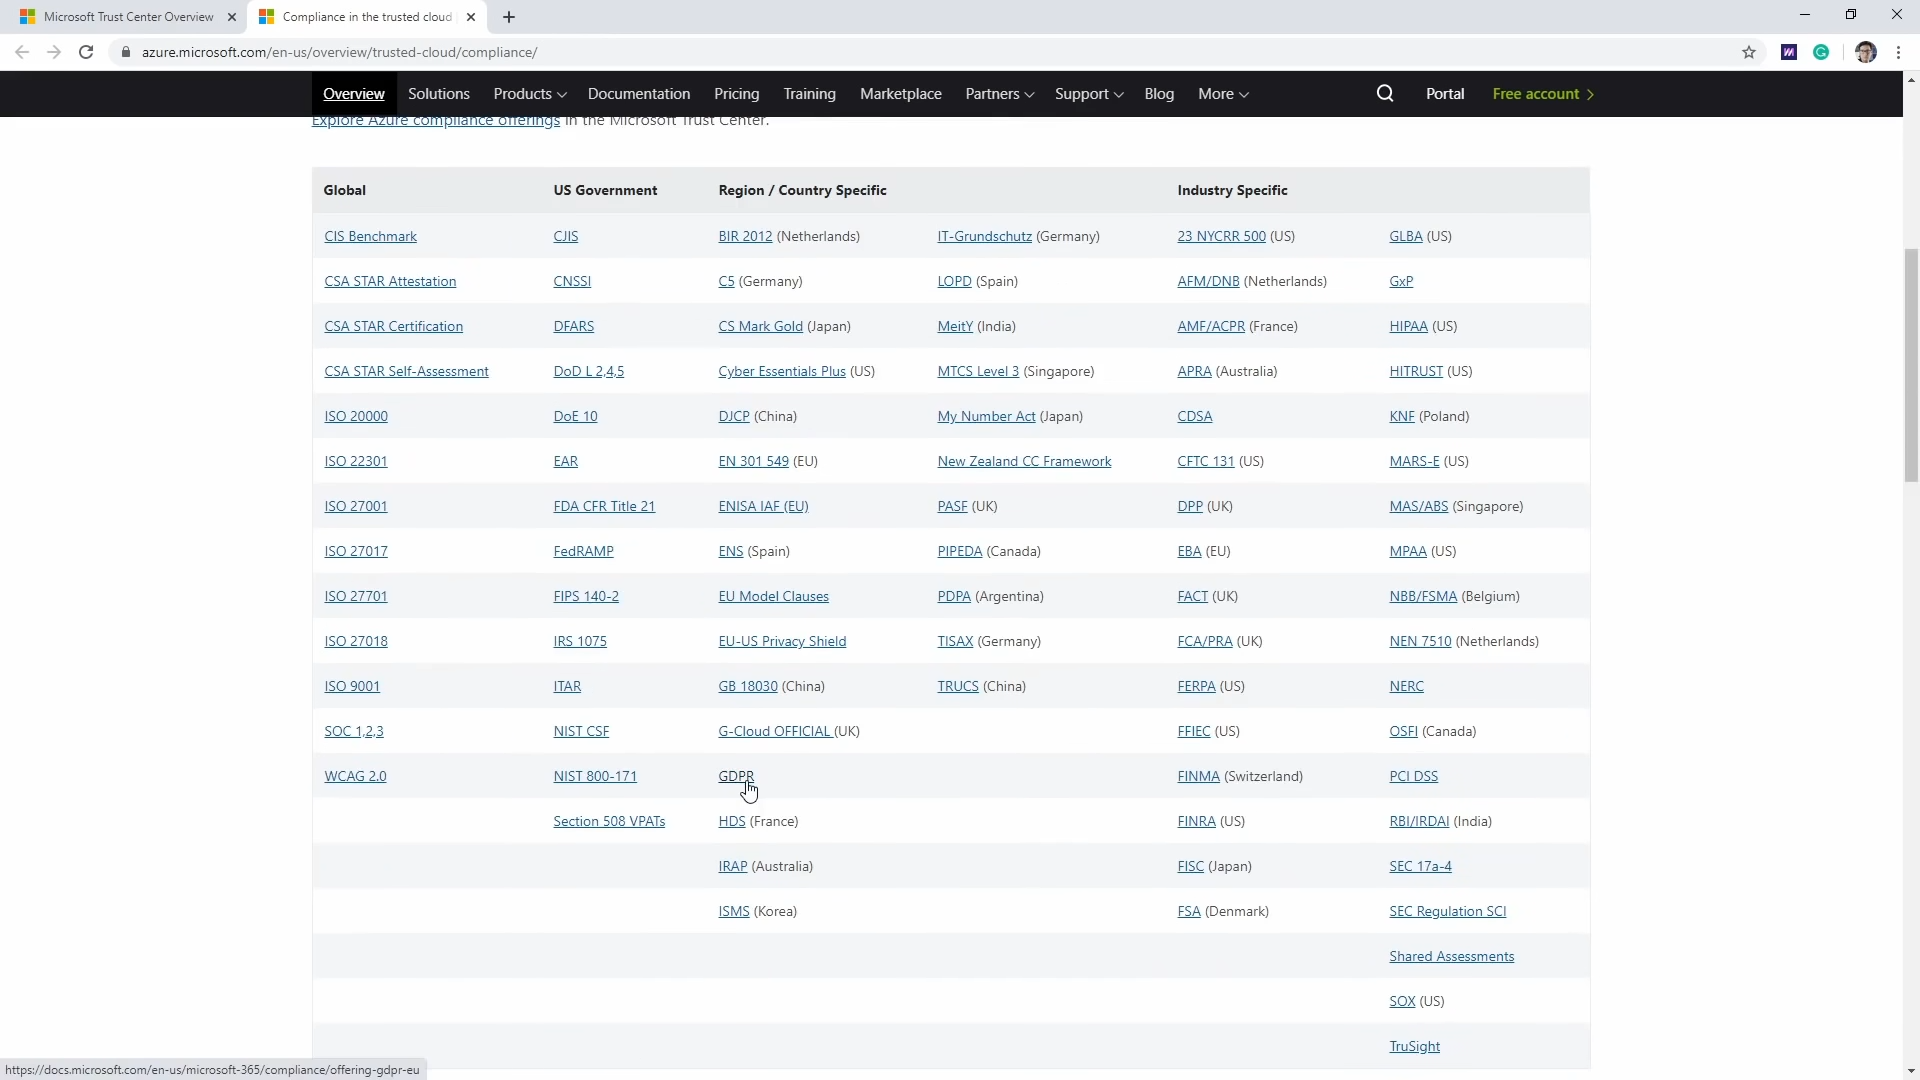 Microsoft Trust Center Overview
Compliance in the trusted cloud
azure.microsoft.com/en-us/overview/trusted-cloud/compliance/
Overview Solutions Products Documentation Pricing Training Marketplace Partners Support Blog More Portal Free account
Explore Azure compliance offerings in the Microsoft Trust Center.
Global US Government Region / Country Specific Industry Specific
CIS Benchmark CJIS BIR 2012 (Netherlands) IT-Grundschutz (Germany) 23 NYCRR 500 (US) GLBA (US)
CSA STAR Attestation CNSSI C5 (Germany) LOPD (Spain) AFM/DNB (Netherlands) GxP
CSA STAR Certification DFARS CS Mark Gold (Japan) MeitY (India) AMF/ACPR (France) HIPAA (US)
CSA STAR Self-Assessment DoD L 2,4,5 Cyber Essentials Plus (US) MTCS Level 3 (Singapore) APRA (Australia) HITRUST (US)
ISO 20000 DoE 10 DJCP (China) My Number Act (Japan) CDSA KNF (Poland)
ISO 22301 EAR EN 301 549 (EU) New Zealand CC Framework CFTC 131 (US) MARS-E (US)
ISO 27001 FDA CFR Title 21 ENISA IAF (EU) PASF (UK) DPP (UK) MAS/ABS (Singapore)
ISO 27017 FedRAMP ENS (Spain) PIPEDA (Canada) EBA (EU) MPAA (US)
ISO 27701 FIPS 140-2 EU Model Clauses PDPA (Argentina) FACT (UK) NBB/FSMA (Belgium)
ISO 27018 IRS 1075 EU-US Privacy Shield TISAX (Germany) FCA/PRA (UK) NEN 7510 (Netherlands)
ISO 9001 ITAR GB 18030 (China) TRUCS (China) FERPA (US) NERC
SOC 1,2,3 NIST CSF G-Cloud OFFICIAL (UK) FFIEC (US) OSFI (Canada)
WCAG 2.0 NIST 800-171 GDPR FINMA (Switzerland) PCI DSS
Section 508 VPATs HDS (France) FINRA (US) RBI/IRDAI (India)
IRAP (Australia) FISC (Japan) SEC 17a-4
ISMS (Korea) FSA (Denmark) SEC Regulation SCI
Shared Assessments
SOX (US)
TruSight
https://docs.microsoft.com/en-us/microsoft-365/compliance/offering-gdpr-eu